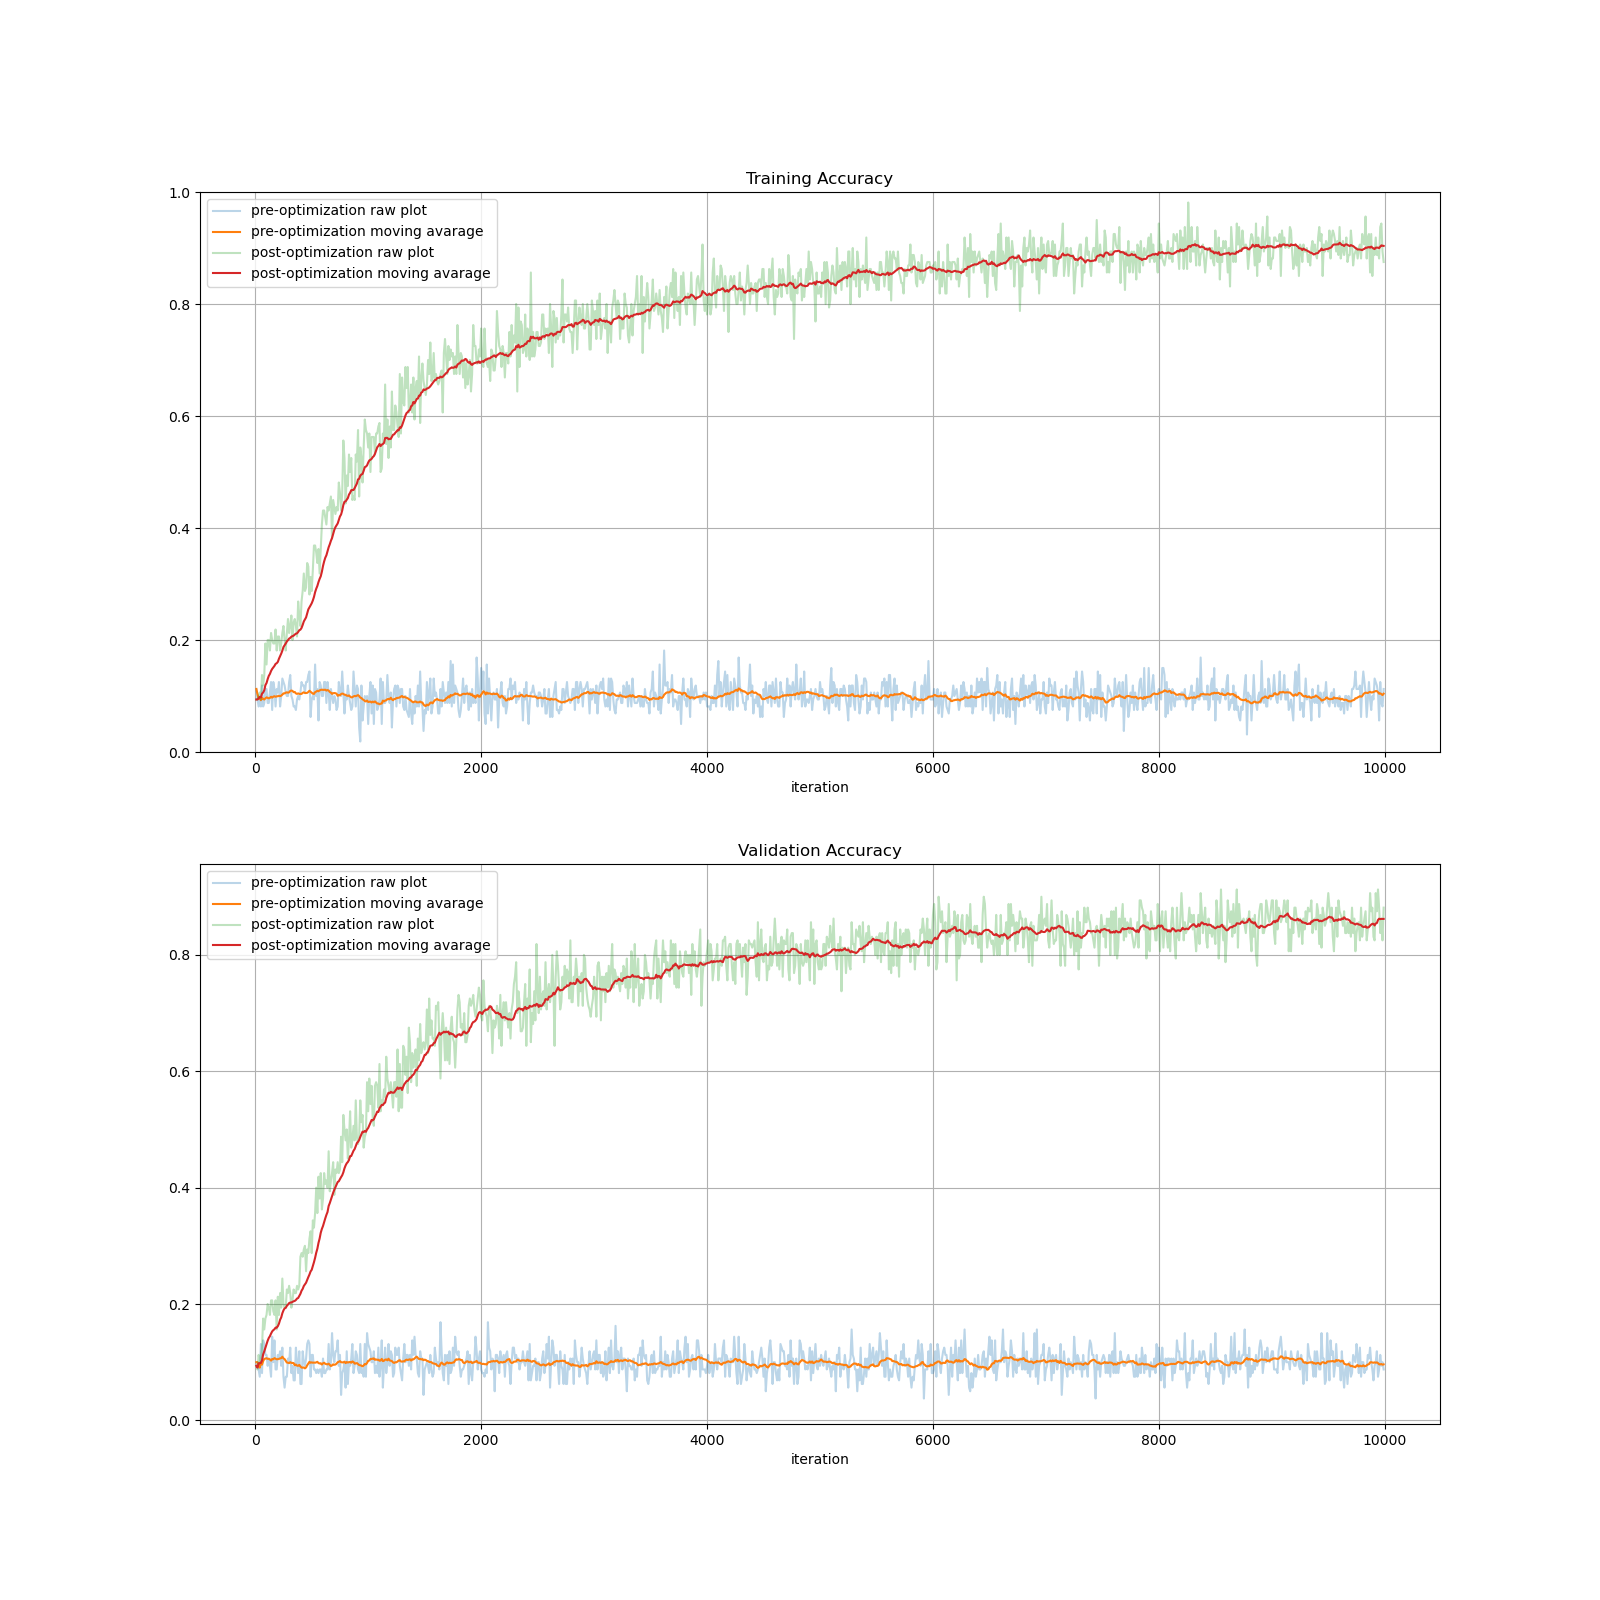 Training Accuracy
1.0
0.8
0.6
0.4
0.2
0.0
pre-optimization raw plot
pre-optimization moving avarage
post-optimization raw plot
post-optimization moving avarage
0 2000 4000 6000 8000 10000
iteration
Validation Accuracy
0.8
0.6
0.4
0.2
0.0
pre-optimization raw plot
pre-optimization moving avarage
post-optimization raw plot
post-optimization moving avarage
0 2000 4000 6000 8000 10000
iteration